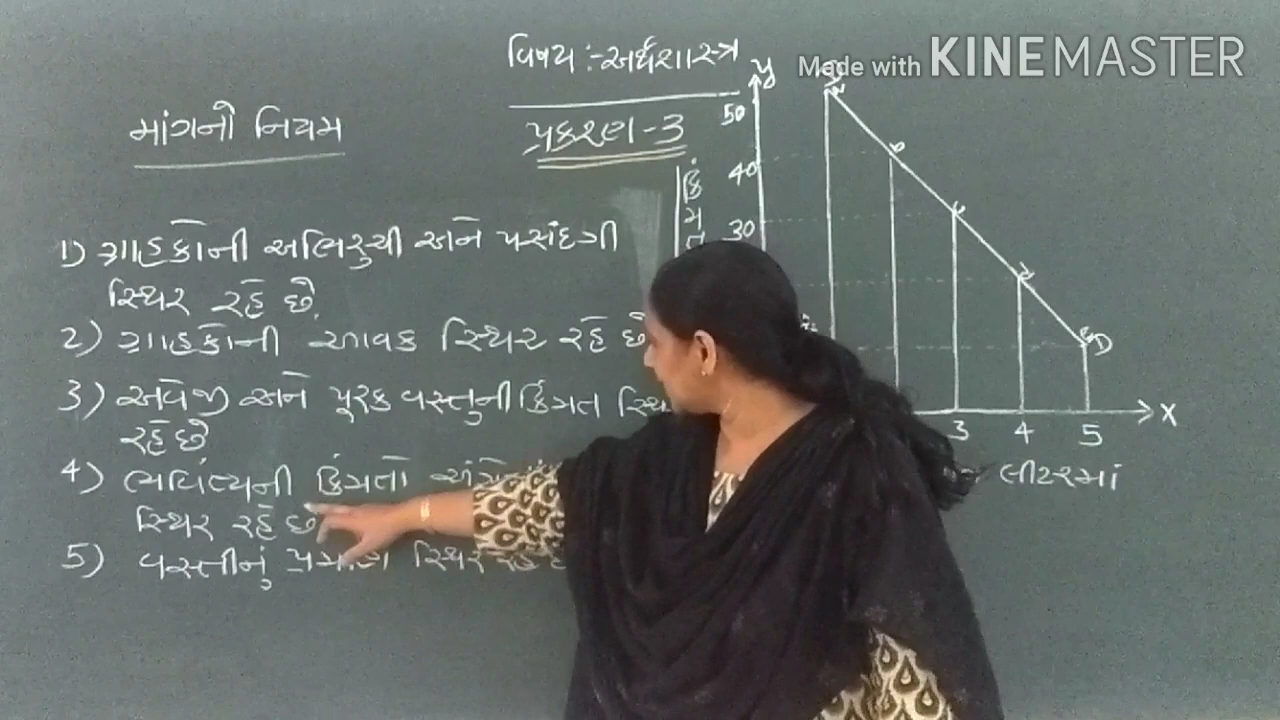 વિષય :- અર્થશાસ્ત્ર
Made with KINEMASTER
માંગનો નિયમ
પ્રકરણ-3
1) ગ્રાહકોની અભિરુચી અને પસંદગી
સ્થિર રહે છે.
2) ગ્રાહકોની આવક સ્થિર રહે છે
3) અવેજી અને પૂરક વસ્તુની કિંમત
રહે છે
4) ભવિષ્યની કિંમતો
સ્થિર રહે છે
5) વસ્તીનું પ્રમાણ સ્થિર રહે
y
50
40
30
કિંમત
D
X
3 4 5
લીટરમાં